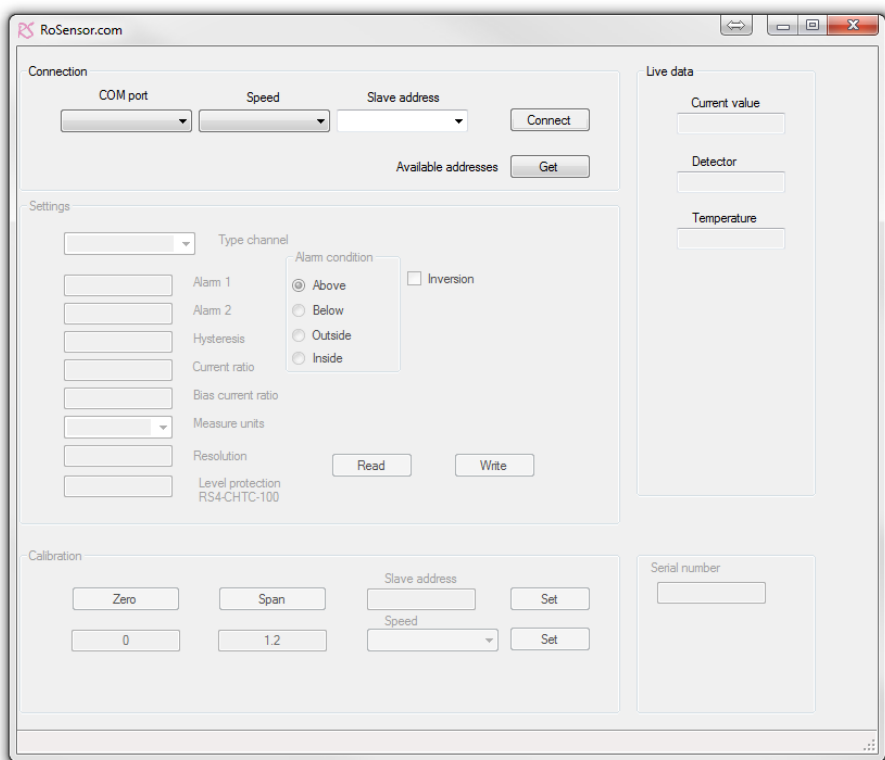 RS RoSensor.com
Connection
COM port Speed Slave address
Connect
Available addresses Get
Settings
Type channel
Alarm 1
Alarm 2
Hysteresis
Current ratio
Bias current ratio
Measure units
Resolution
Level protection
RS4-CHTC-100
Alarm condition
Above
Below
Outside
Inside
Inversion
Read Write
Live data
Current value
Detector
Temperature
Calibration
Zero Span
0 1.2
Slave address
Set
Speed
Set
Serial number